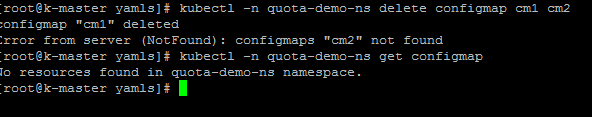 [root@k-master yamls]# kubectl -n quota-demo-ns delete configmap cm1 cm2
configmap "cm1" deleted
Error from server (NotFound): configmaps "cm2" not found
[root@k-master yamls]# kubectl -n quota-demo-ns get configmap
No resources found in quota-demo-ns namespace.
[root@k-master yamls]#